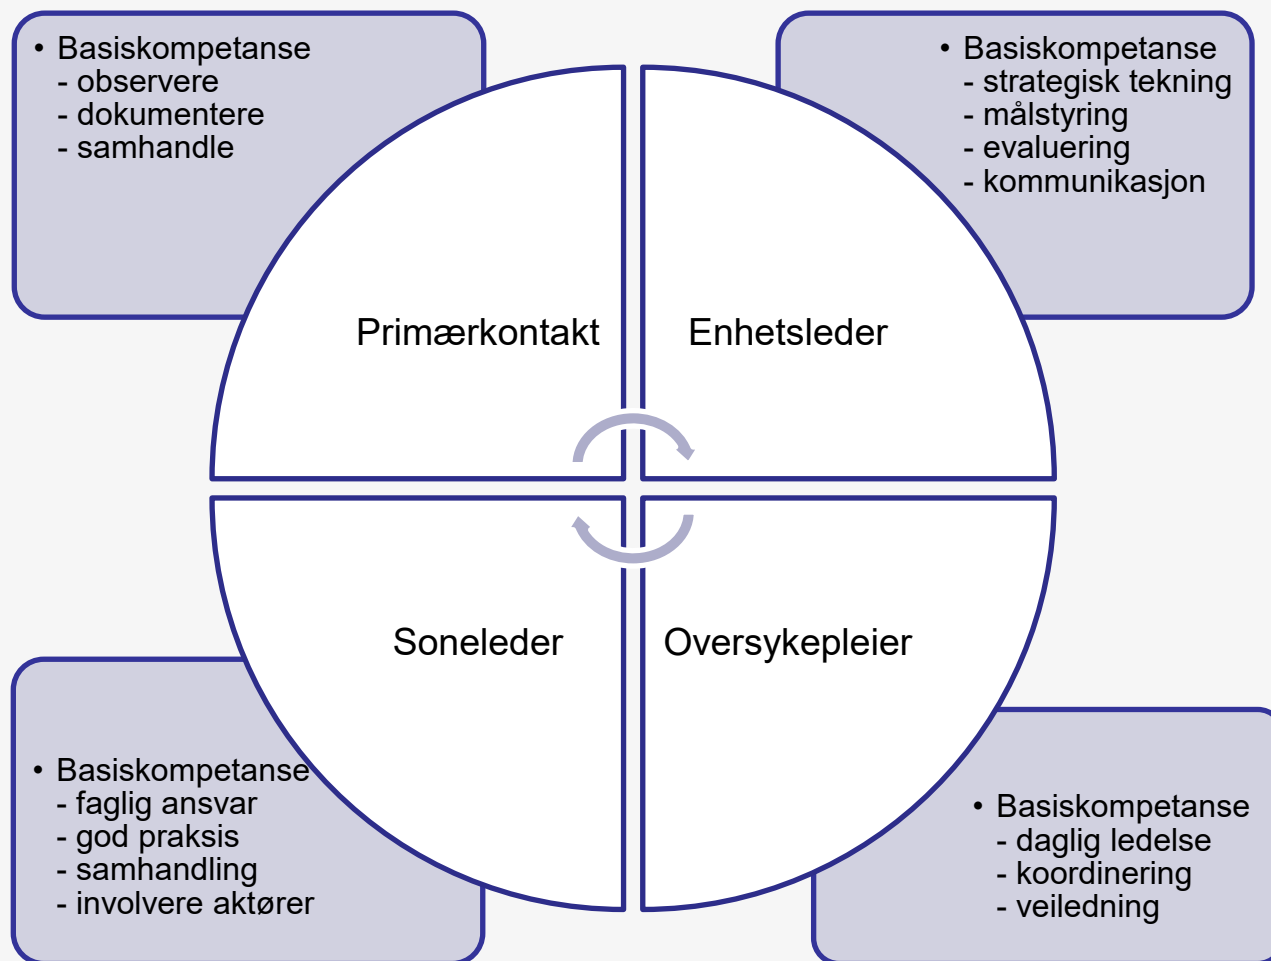 • Basiskompetanse
- observere
- dokumentere
- samhandle
• Basiskompetanse
- strategisk tekning
- målstyring
- evaluering
- kommunikasjon
Primærkontakt
Enhetsleder
Soneleder
Oversykepleier
• Basiskompetanse
- faglig ansvar
- god praksis
- samhandling
- involvere aktører
• Basiskompetanse
- daglig ledelse
- koordinering
- veiledning